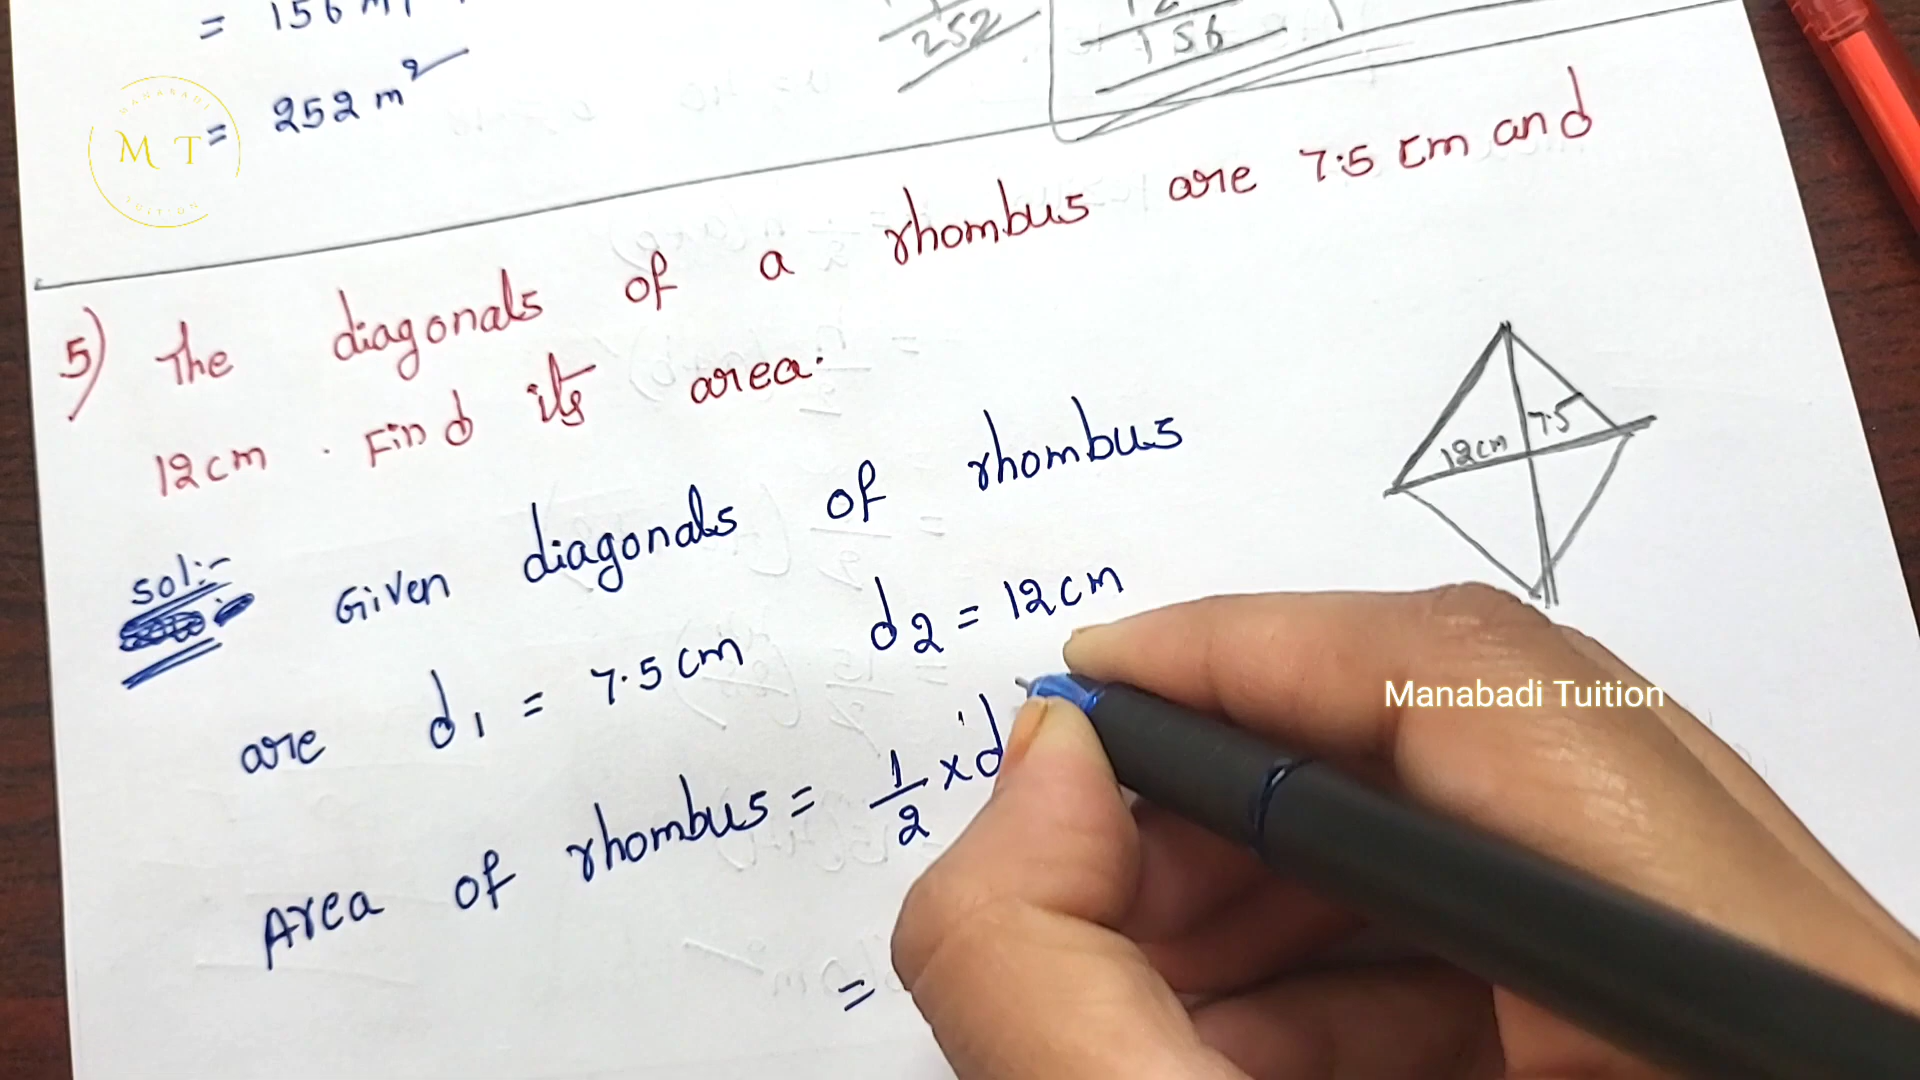 = 156 m
252
156
= 252 m²
MANABADI
M T
TUITION
5) The diagonals of a rhombus are 7.5 cm and
12cm. Find its area.
Sol:- Given diagonals of rhombus
are d1 = 7.5 cm d2 = 12cm
Area of rhombus = 1/2 × d
=
12cm
7.5
Manabadi Tuition